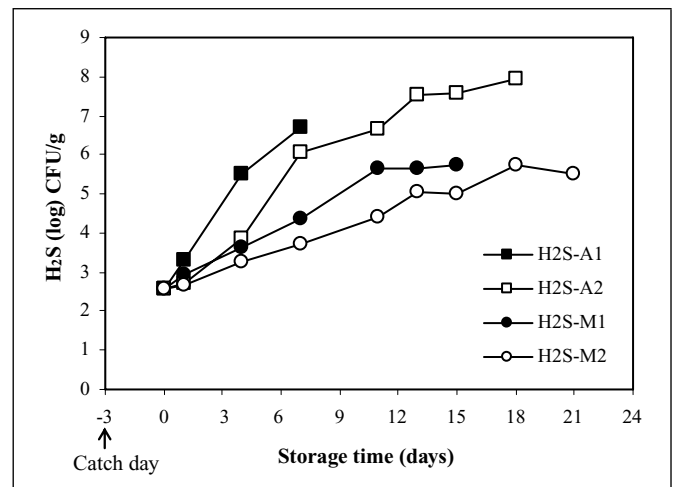 9
8
7
6
5
4
3
2
1
0
H₂S (log) CFU/g
H2S-A1
H2S-A2
H2S-M1
H2S-M2
-3 0 3 6 9 12 15 18 21 24
Catch day
Storage time (days)